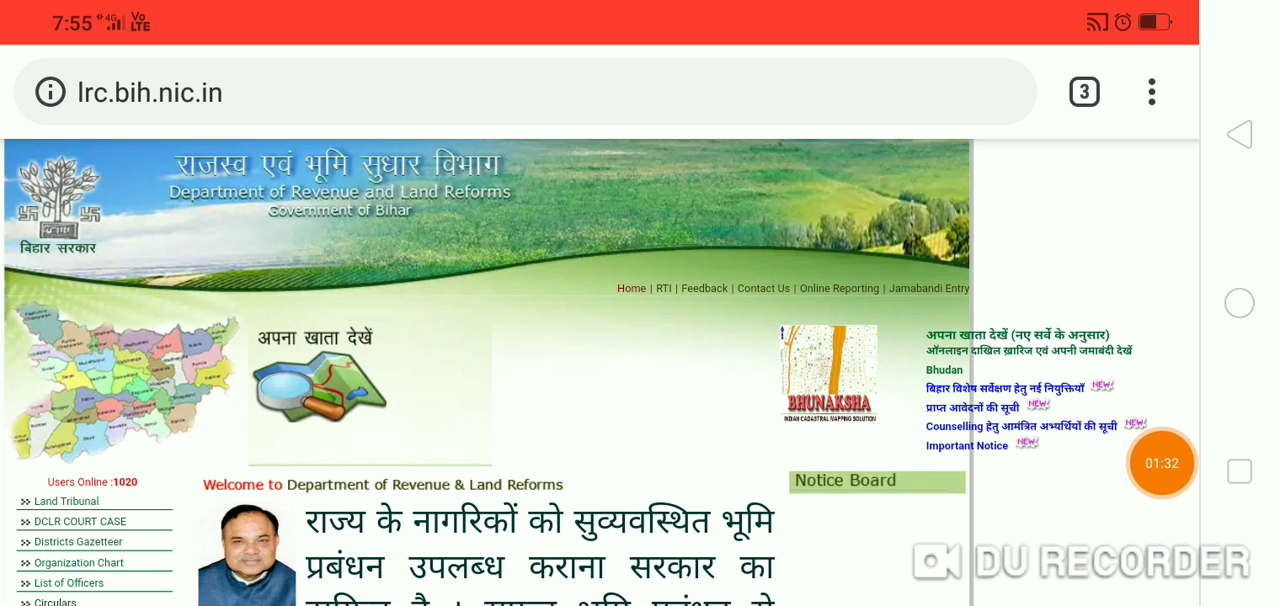 7:55 4G Vo LTE
lrc.bih.nic.in
3
राजस्व एवं भूमि सुधार विभाग
Department of Revenue and Land Reforms
Government of Bihar
बिहार सरकार
Home | RTI | Feedback | Contact Us | Online Reporting | Jamabandi Entry
अपना खाता देखें
BHUNAKSHA
INDIAN CADASTRAL MAPPING SOLUTION
अपना खाता देखें (नए सर्वे के अनुसार)
ऑनलाइन दाखिल ख़ारिज एवं अपनी जमाबंदी देखें
Bhudan
बिहार विशेष सर्वेक्षण हेतु नई नियुक्तियाँ NEW!
प्राप्त आवेदनों की सूची NEW!
Counselling हेतु आमंत्रित अभ्यर्थियों की सूची NEW!
Important Notice NEW!
01:32
Users Online :1020
>> Land Tribunal
>> DCLR COURT CASE
>> Districts Gazetteer
>> Organization Chart
>> List of Officers
>> Circulars
Welcome to Department of Revenue & Land Reforms
Notice Board
राज्य के नागरिकों को सुव्यवस्थित भूमि
प्रबंधन उपलब्ध कराना सरकार का
DU RECORDER